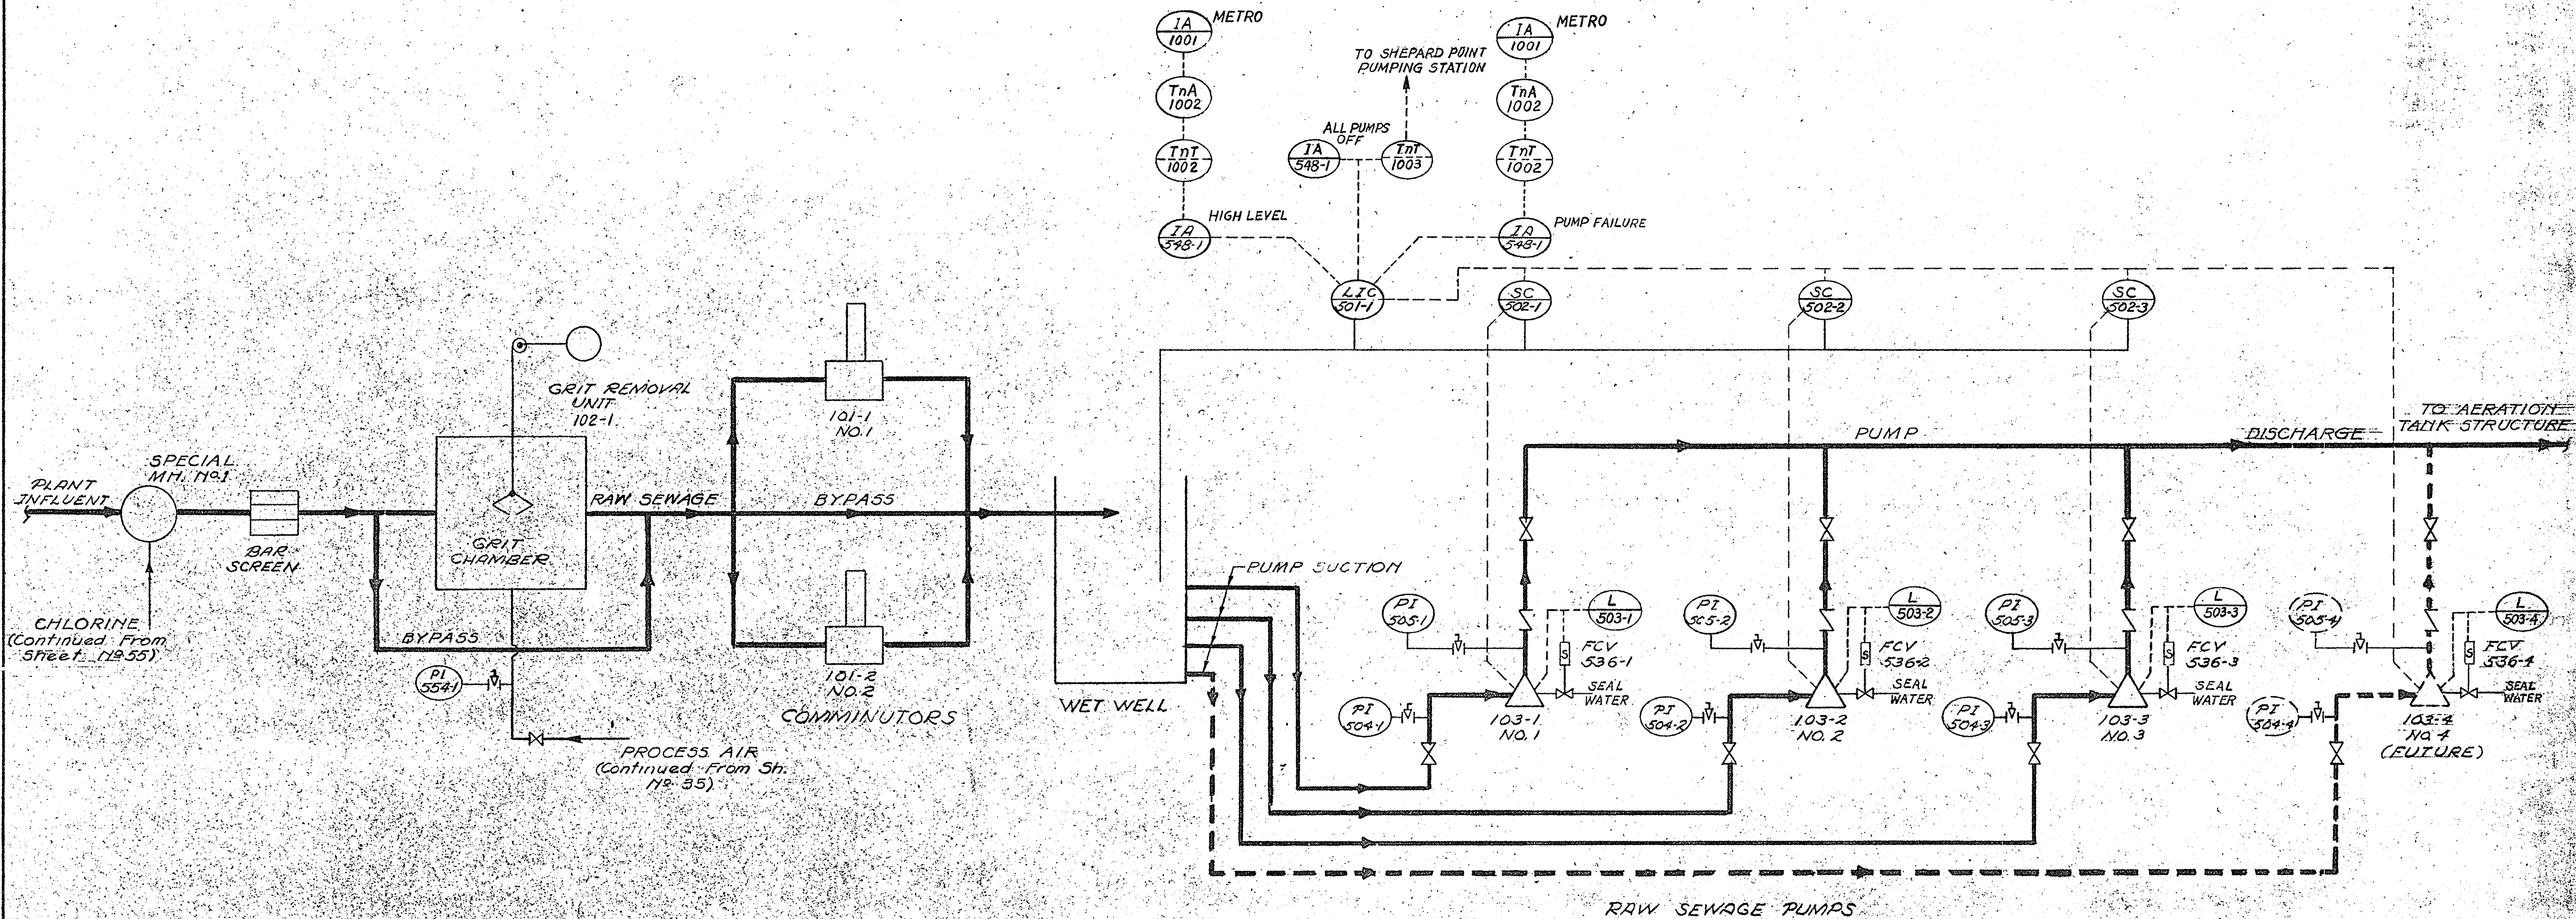 IA
1001
METRO
TnA
1002
TnT
1002
HIGH LEVEL
IA
548-1
TO SHEPARD POINT
PUMPING STATION
ALL PUMPS
OFF
IA
548-1
TnT
1003
IA
1001
METRO
TnA
1002
TnT
1002
PUMP FAILURE
IA
548-1
LIC
501-1
SC
502-1
SC
502-2
SC
502-3
GRIT REMOVAL
UNIT
102-1
101-1
NO.1
SPECIAL
MH. Nº1
PLANT
INFLUENT
BAR
SCREEN
GRIT
CHAMBER
RAW SEWAGE
BYPASS
CHLORINE
(Continued From
Sheet Nº55)
BYPASS
PI
554-1
PROCESS AIR
(Continued From Sh.
Nº 35)
101-2
NO.2
COMMINUTORS
WET WELL
PUMP SUCTION
PUMP
DISCHARGE
TO AERATION
TANK STRUCTURE
PI
505-1
L
503-1
FCV
536-1
SEAL
WATER
PI
504-1
103-1
NO.1
PI
505-2
L
503-2
FCV
536-2
SEAL
WATER
PI
504-2
103-2
NO.2
PI
505-3
L
503-3
FCV
536-3
SEAL
WATER
PI
504-3
103-3
NO.3
PI
505-4
L
503-4
FCV
536-4
SEAL
WATER
PI
504-4
103-4
NO.4
(FUTURE)
S
S
S
S
RAW SEWAGE PUMPS